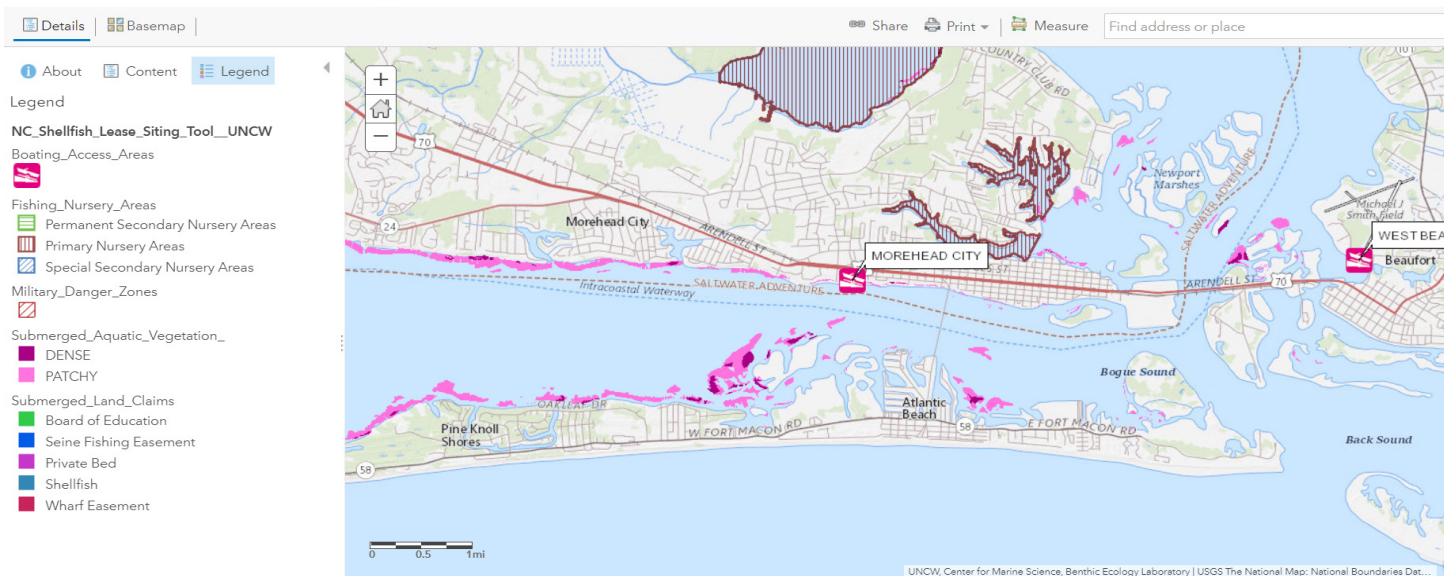 Details
Basemap
Share
Print
Measure
Find address or place
About
Content
Legend
Legend
NC_Shellfish_Lease_Siting_Tool__UNCW
Boating_Access_Areas
Fishing_Nursery_Areas
Permanent Secondary Nursery Areas
Primary Nursery Areas
Special Secondary Nursery Areas
Military_Danger_Zones
Submerged_Aquatic_Vegetation_
DENSE
PATCHY
Submerged_Land_Claims
Board of Education
Seine Fishing Easement
Private Bed
Shellfish
Wharf Easement
+
−
COUNTRY CLUB RD
101
70
Newport
Marshes
SALTWATER ADVENTURE
Michael J
Smith Field
24
Morehead City
ARENDELL ST
MOREHEAD CITY
WEST BEA
Beaufort
Intracoastal Waterway
SALTWATER ADVENTURE
ARENDELL ST
70
Bogue Sound
OAKLEAF DR
Atlantic
Beach
Pine Knoll
Shores
W FORT MACON RD
58
E FORT MACON RD
Back Sound
58
0 0.5 1mi
UNCW, Center for Marine Science, Benthic Ecology Laboratory | USGS The National Map: National Boundaries Dat...